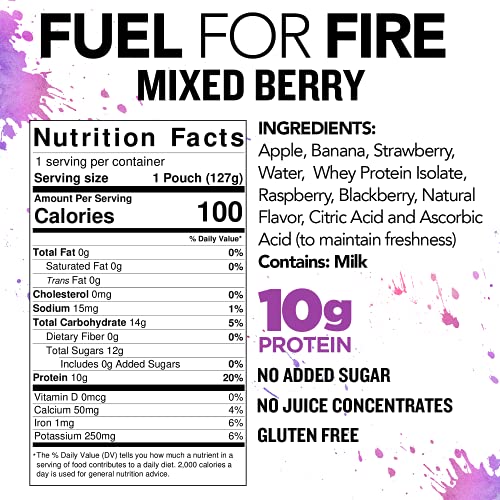 FUEL FOR FIRE
MIXED BERRY
Nutrition Facts
1 serving per container
Serving size 1 Pouch (127g)
Amount Per Serving
Calories 100
% Daily Value*
Total Fat 0g 0%
Saturated Fat 0g 0%
Trans Fat 0g
Cholesterol 0mg 0%
Sodium 15mg 1%
Total Carbohydrate 14g 5%
Dietary Fiber 0g 0%
Total Sugars 12g
Includes 0g Added Sugars 0%
Protein 10g 20%
Vitamin D 0mcg 0%
Calcium 50mg 4%
Iron 1mg 6%
Potassium 250mg 6%
*The % Daily Value (DV) tells you how much a nutrient in a
serving of food contributes to a daily diet. 2,000 calories a
day is used for general nutrition advice.
INGREDIENTS:
Apple, Banana, Strawberry,
Water, Whey Protein Isolate,
Raspberry, Blackberry, Natural
Flavor, Citric Acid and Ascorbic
Acid (to maintain freshness)
Contains: Milk
10g
PROTEIN
NO ADDED SUGAR
NO JUICE CONCENTRATES
GLUTEN FREE